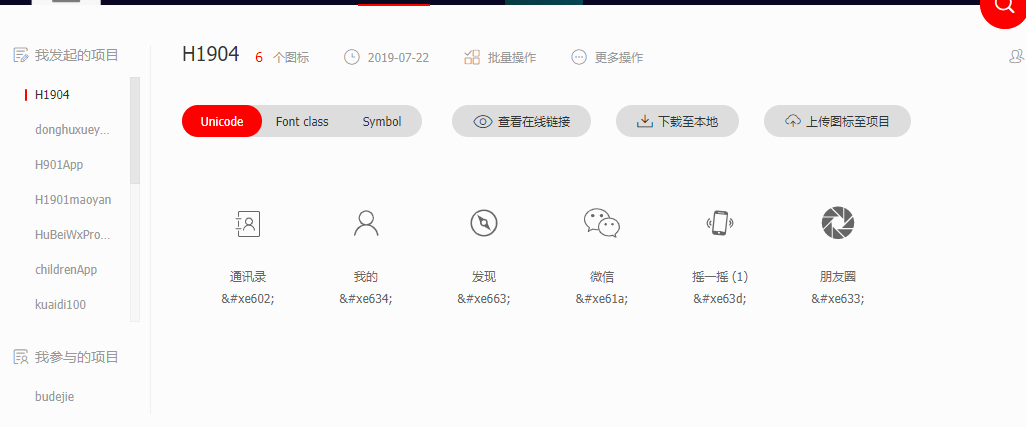 我发起的项目
H1904
donghuxuey...
H901App
H1901maoyan
HuBeiWxPro...
childrenApp
kuaidi100
我参与的项目
budejie
H1904 6 个图标 2019-07-22 批量操作 更多操作
Unicode Font class Symbol 查看在线链接 下载至本地 上传图标至项目
通讯录 我的 发现 微信 摇一摇 (1) 朋友圈
&#xe602; &#xe634; &#xe663; &#xe61a; &#xe63d; &#xe633;